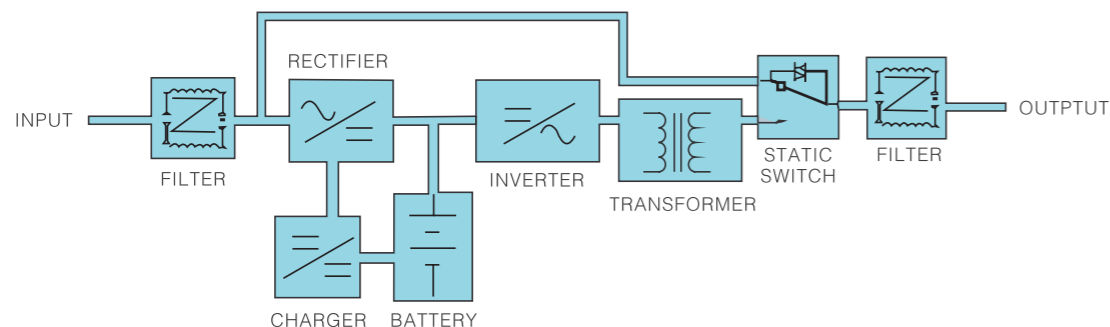 RECTIFIER
INPUT
OUTPTUT
FILTER
INVERTER
TRANSFORMER
STATIC
SWITCH
FILTER
CHARGER
BATTERY